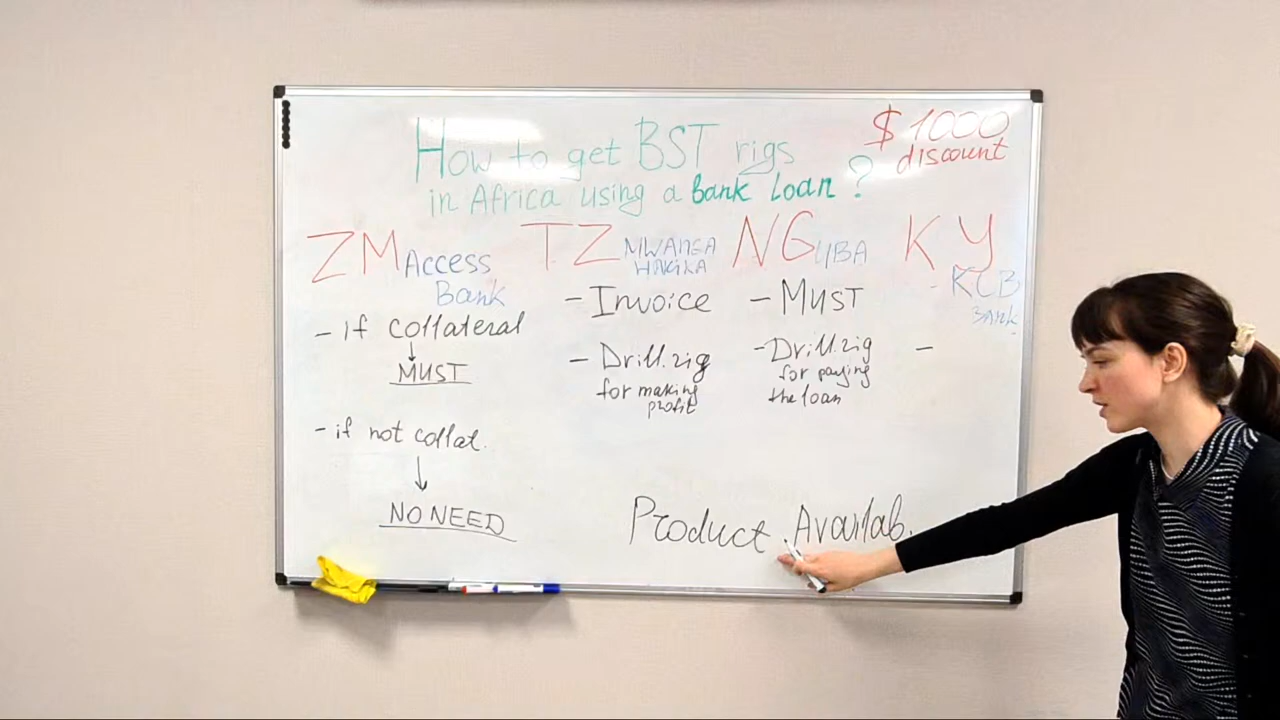 How to get BST rigs
in Africa using a bank loan?
$1000
discount
ZM Access
Bank
- if collateral
MUST
- if not collat.
NO NEED
TZ MWANGA
HAKIKA
- Invoice
- Drill.rig
for making
profit
NG UBA
- MUST
- Drill.rig
for paying
the loan
KY
- KCB
BANK
-
Product Availab.